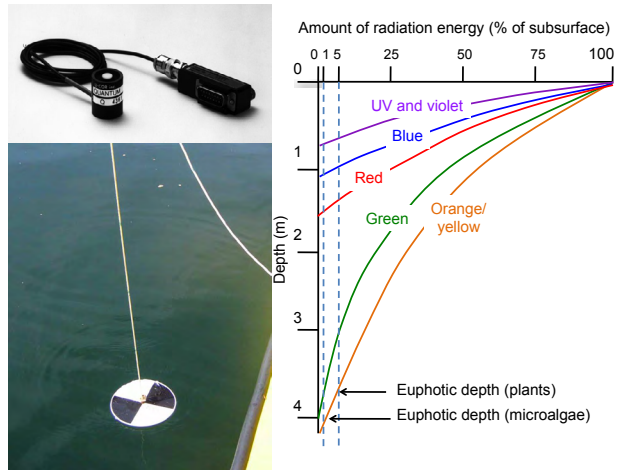 Amount of radiation energy (% of subsurface)
0 1 5 25 50 75 100
0
UV and violet
Blue
1
Red
Green
Orange/
yellow
2
Depth (m)
3
Euphotic depth (plants)
Euphotic depth (microalgae)
4
QUANTUM